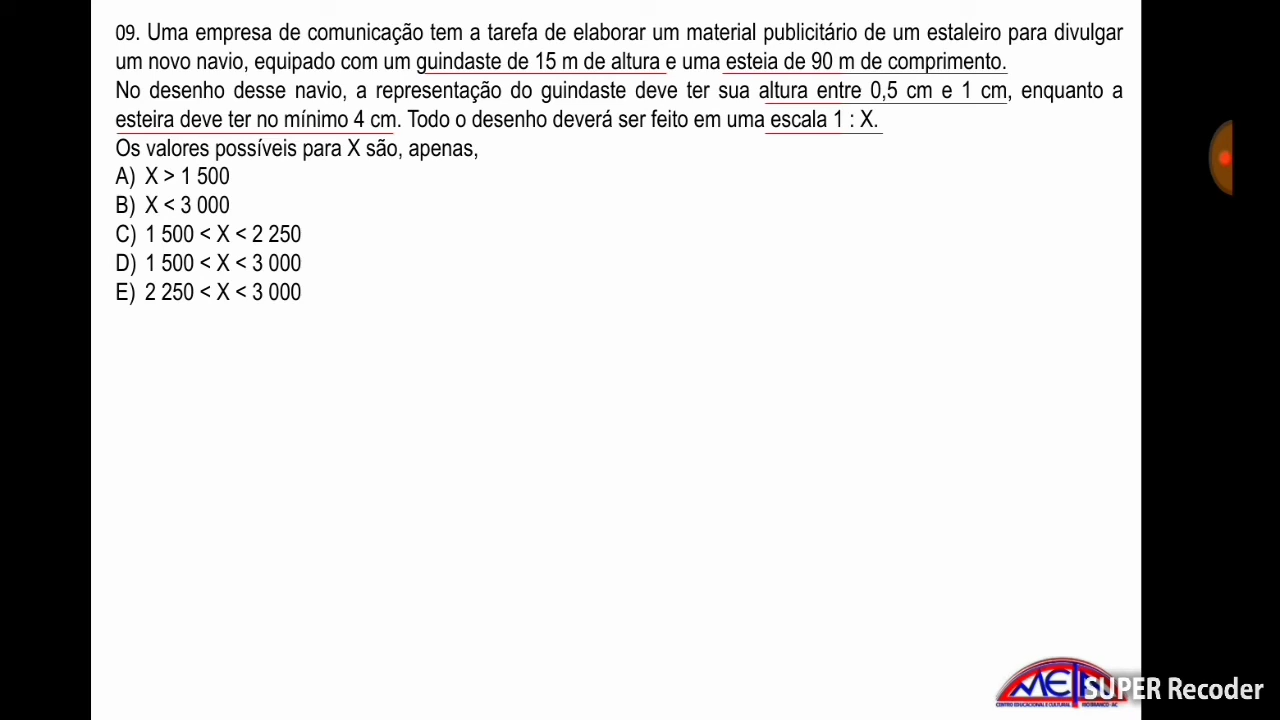 09. Uma empresa de comunicação tem a tarefa de elaborar um material publicitário de um estaleiro para divulgar
um novo navio, equipado com um guindaste de 15 m de altura e uma esteia de 90 m de comprimento.
No desenho desse navio, a representação do guindaste deve ter sua altura entre 0,5 cm e 1 cm, enquanto a
esteira deve ter no mínimo 4 cm. Todo o desenho deverá ser feito em uma escala 1 : X.
Os valores possíveis para X são, apenas,
A) X > 1 500
B) X < 3 000
C) 1 500 < X < 2 250
D) 1 500 < X < 3 000
E) 2 250 < X < 3 000
SUPER Recoder
CENTRO EDUCACIONAL E CULTURAL